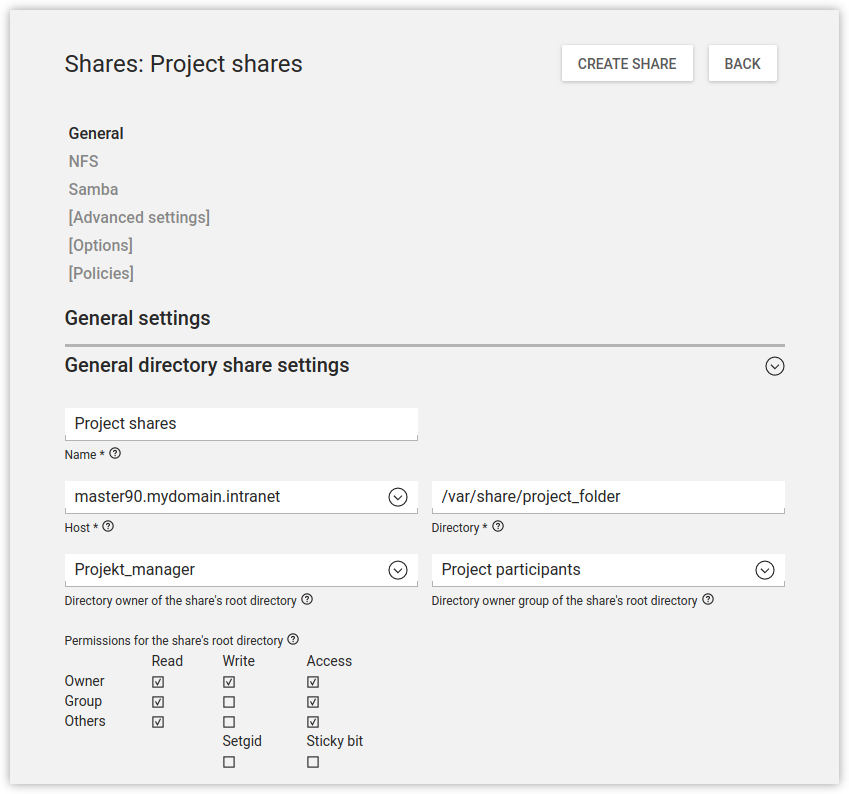 Shares: Project shares
CREATE SHARE
BACK
General
NFS
Samba
[Advanced settings]
[Options]
[Policies]
General settings
General directory share settings
Project shares
Name *
master90.mydomain.intranet
/var/share/project_folder
Host *
Directory *
Projekt_manager
Project participants
Directory owner of the share's root directory
Directory owner group of the share's root directory
Permissions for the share's root directory
Read Write Access
Owner
Group
Others
Setgid Sticky bit